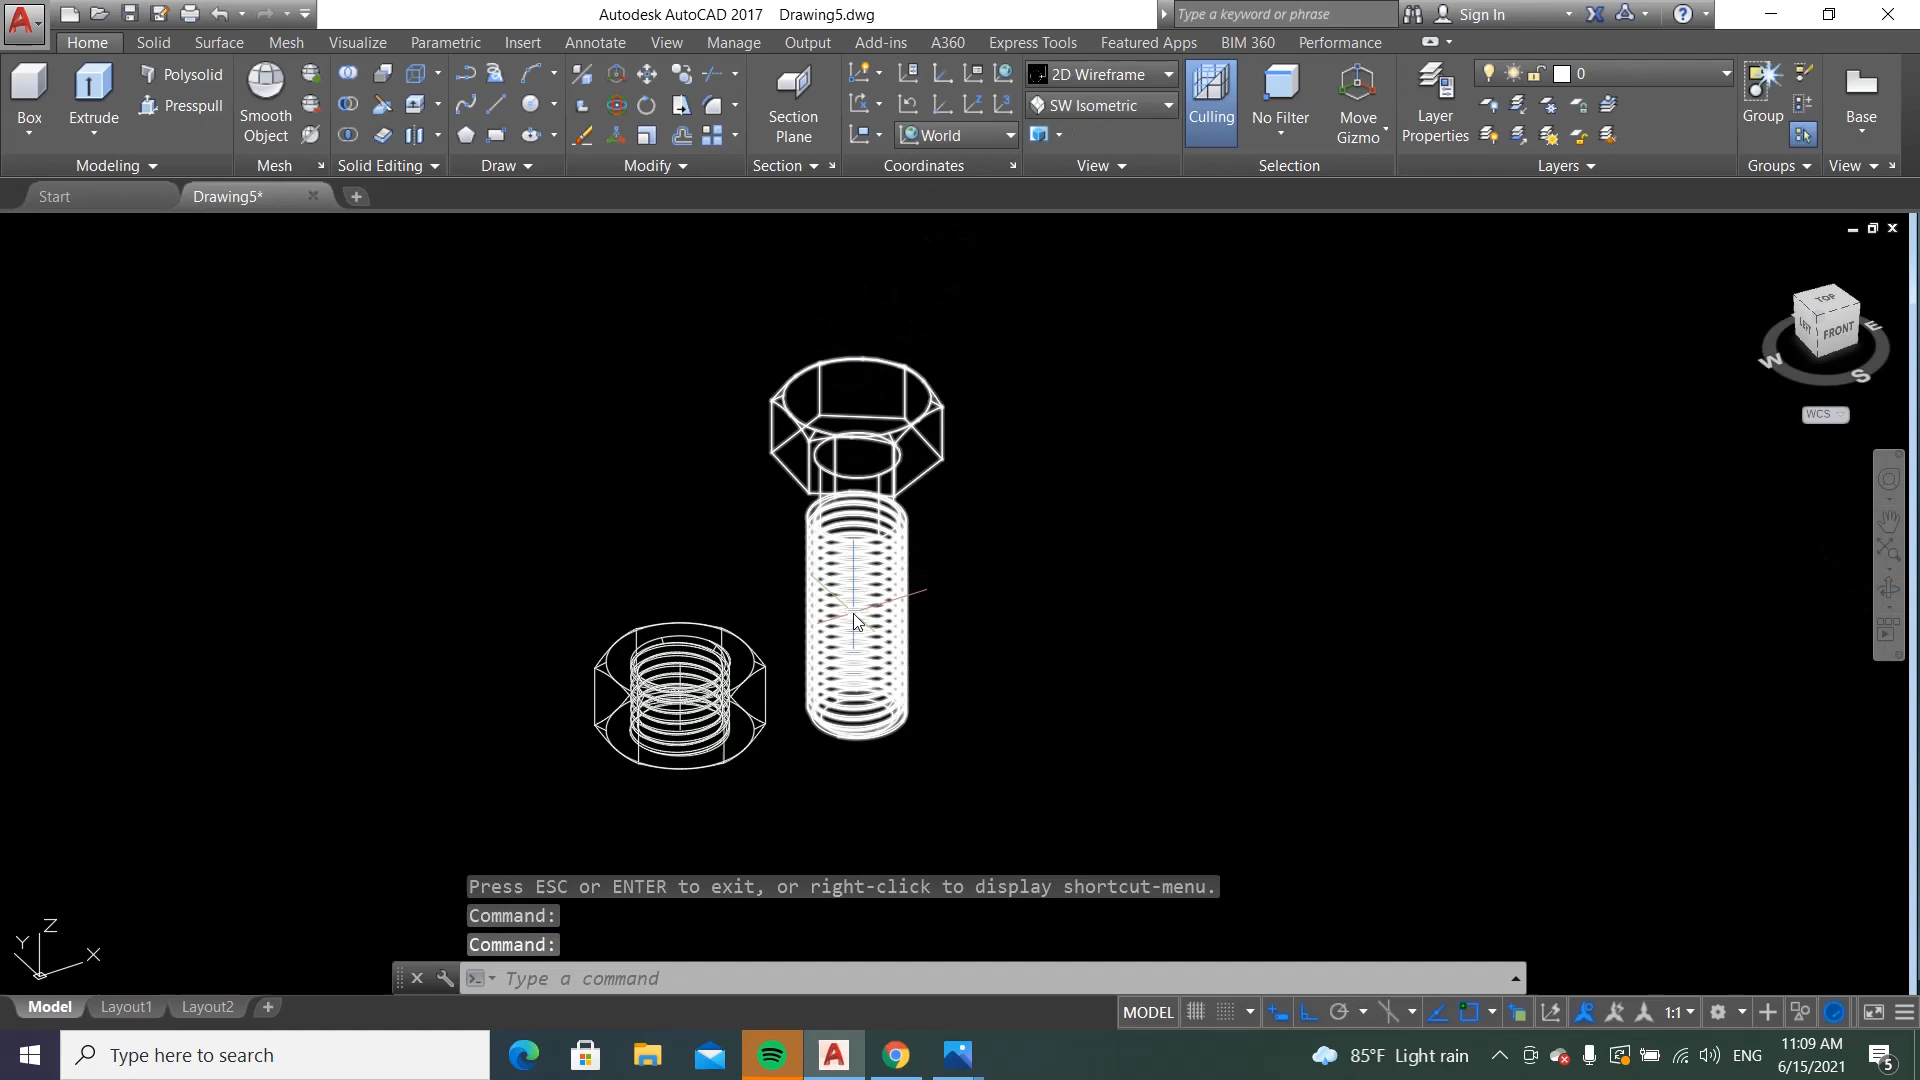 Autodesk AutoCAD 2017 Drawing5.dwg
Type a keyword or phrase
Sign In
Home Solid Surface Mesh Visualize Parametric Insert Annotate View Manage Output Add-ins A360 Express Tools Featured Apps BIM 360 Performance
Box
Extrude
Polysolid
Presspull
Smooth
Object
Section
Plane
World
2D Wireframe
SW Isometric
Culling
No Filter
Move
Gizmo
Layer
Properties
0
Group
Base
Modeling
Mesh
Solid Editing
Draw
Modify
Section
Coordinates
View
Selection
Layers
Groups
View
Start
Drawing5*
TOP
LEFT
FRONT
W
S
E
WCS
Press ESC or ENTER to exit, or right-click to display shortcut-menu.
Command:
Command:
Type a command
Z
Y
X
Model Layout1 Layout2
MODEL
1:1
Type here to search
85°F Light rain
ENG
11:09 AM
6/15/2021
5